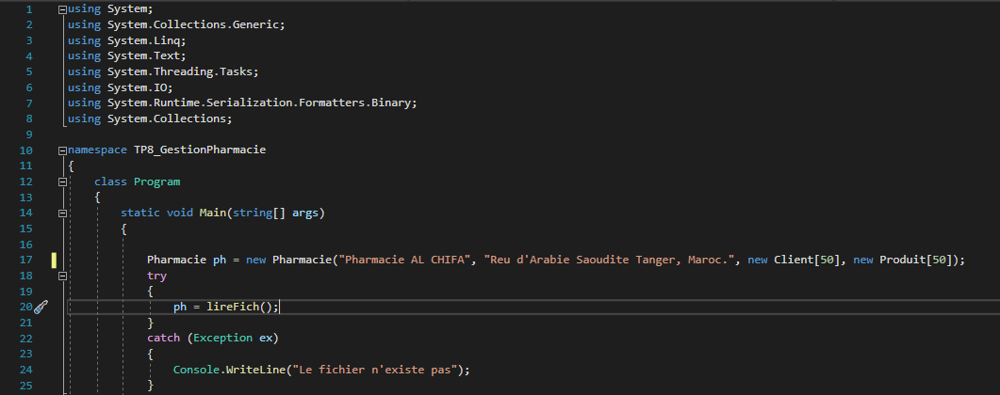 1 using System;
2 using System.Collections.Generic;
3 using System.Linq;
4 using System.Text;
5 using System.Threading.Tasks;
6 using System.IO;
7 using System.Runtime.Serialization.Formatters.Binary;
8 using System.Collections;
9
10 namespace TP8_GestionPharmacie
11 {
12 class Program
13 {
14 static void Main(string[] args)
15 {
16
17 Pharmacie ph = new Pharmacie("Pharmacie AL CHIFA", "Reu d'Arabie Saoudite Tanger, Maroc.", new Client[50], new Produit[50]);
18 try
19 {
20 ph = lireFich();
21 }
22 catch (Exception ex)
23 {
24 Console.WriteLine("Le fichier n'existe pas");
25 }